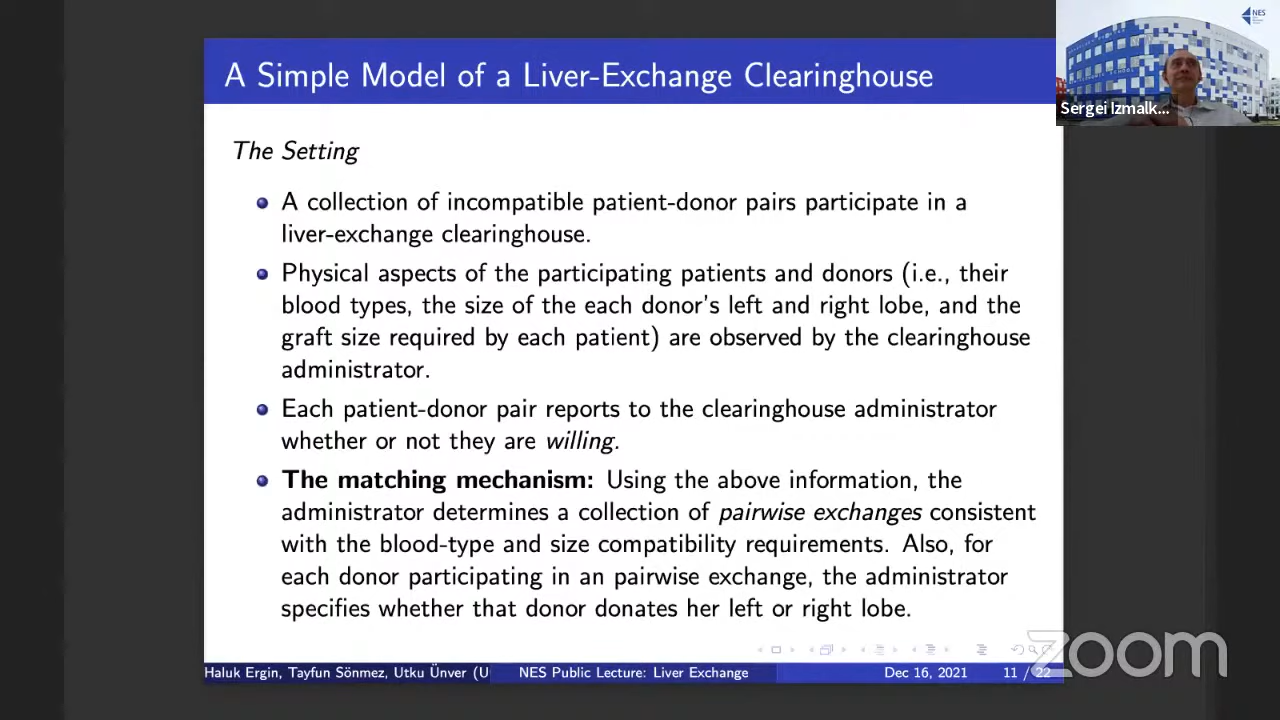 A Simple Model of a Liver-Exchange Clearinghouse
NES
Sergei Izmalk...
The Setting
A collection of incompatible patient-donor pairs participate in a
liver-exchange clearinghouse.
Physical aspects of the participating patients and donors (i.e., their
blood types, the size of the each donor's left and right lobe, and the
graft size required by each patient) are observed by the clearinghouse
administrator.
Each patient-donor pair reports to the clearinghouse administrator
whether or not they are willing.
The matching mechanism: Using the above information, the
administrator determines a collection of pairwise exchanges consistent
with the blood-type and size compatibility requirements. Also, for
each donor participating in an pairwise exchange, the administrator
specifies whether that donor donates her left or right lobe.
zoom
Haluk Ergin, Tayfun Sönmez, Utku Ünver (U NES Public Lecture: Liver Exchange Dec 16, 2021 11 / 22